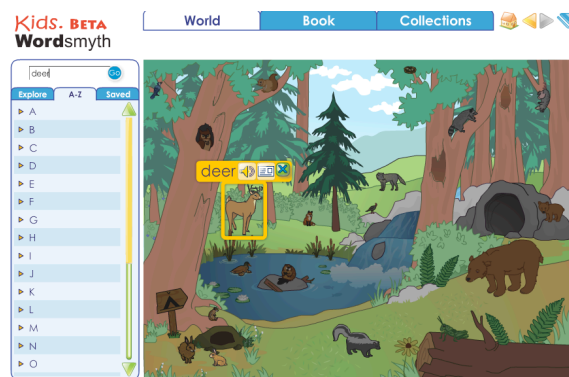 Kids. BETA
Wordsmyth
World
Book
Collections
deer
Go
Explore
A-Z
Saved
A
B
C
D
E
F
G
H
I
J
K
L
M
N
O
deer